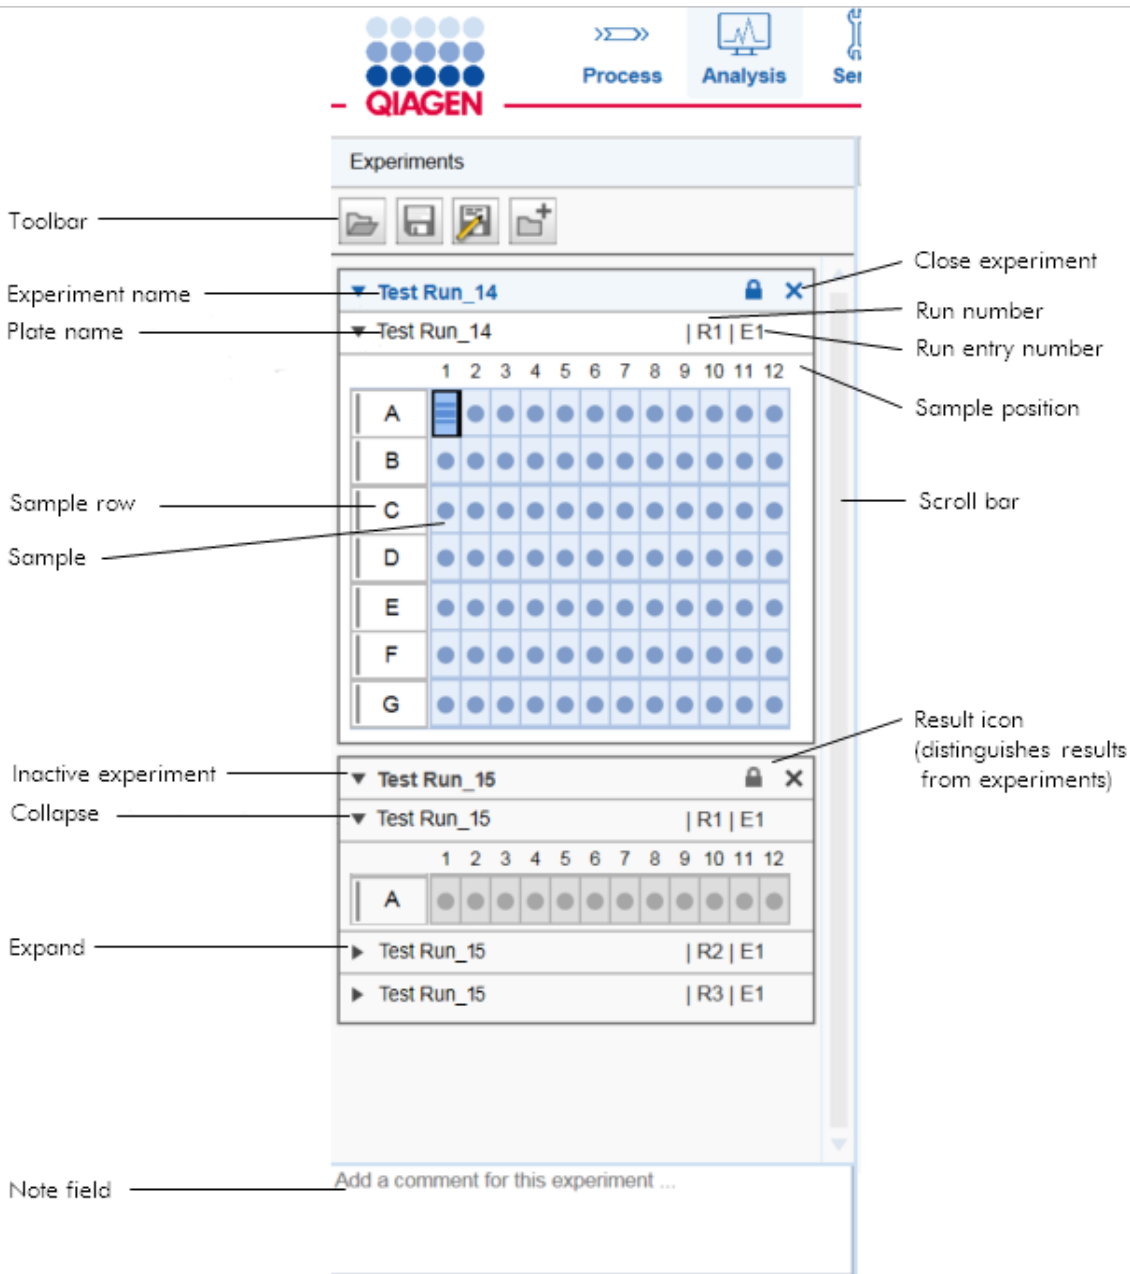 QIAGEN
Process
Analysis
Ser
Experiments
Toolbar
Close experiment
Experiment name
Test Run_14
Run number
Plate name
Test Run_14 | R1 | E1
Run entry number
1 2 3 4 5 6 7 8 9 10 11 12
Sample position
A
B
Sample row
C
Scroll bar
Sample
D
E
F
G
Result icon
(distinguishes results
from experiments)
Inactive experiment
Test Run_15
Collapse
Test Run_15 | R1 | E1
1 2 3 4 5 6 7 8 9 10 11 12
A
Expand
Test Run_15 | R2 | E1
Test Run_15 | R3 | E1
Add a comment for this experiment ...
Note field